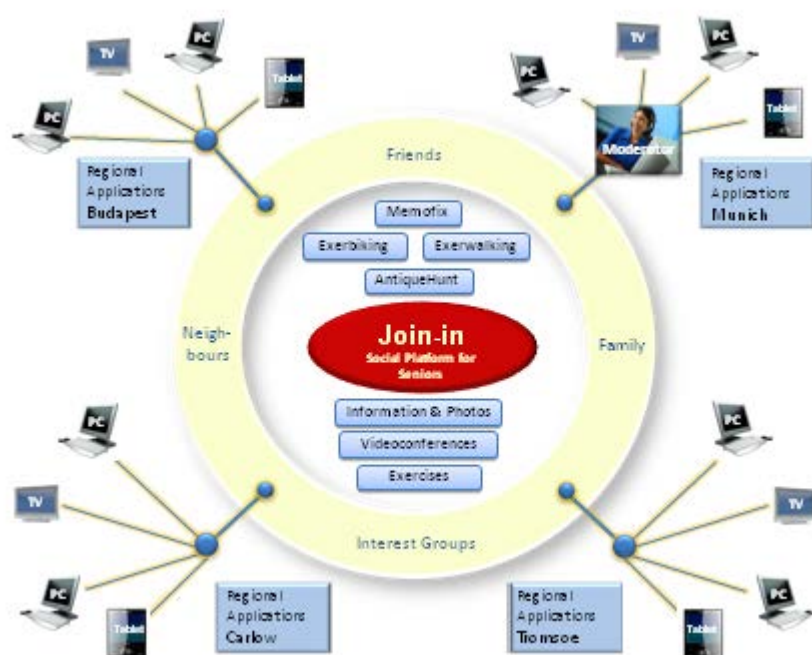 TV
PC
Tablet
PC
Regional
Applications
Budapest
TV
PC
PC
Tablet
Moderator
Regional
Applications
Munich
Friends
Memofix
Exerbiking
Exerwalking
AntiqueHunt
Neigh-
bours
Join-in
Social Platform for
Seniors
Family
Information & Photos
Videoconferences
Exercises
Interest Groups
PC
TV
PC
Tablet
Regional
Applications
Carlow
PC
TV
PC
Tablet
Regional
Applications
Tromsoe